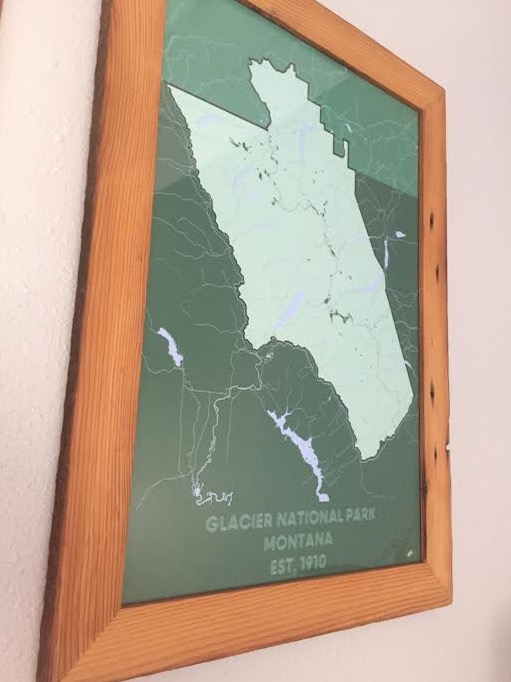 GLACIER NATIONAL PARK
MONTANA
EST, 1910